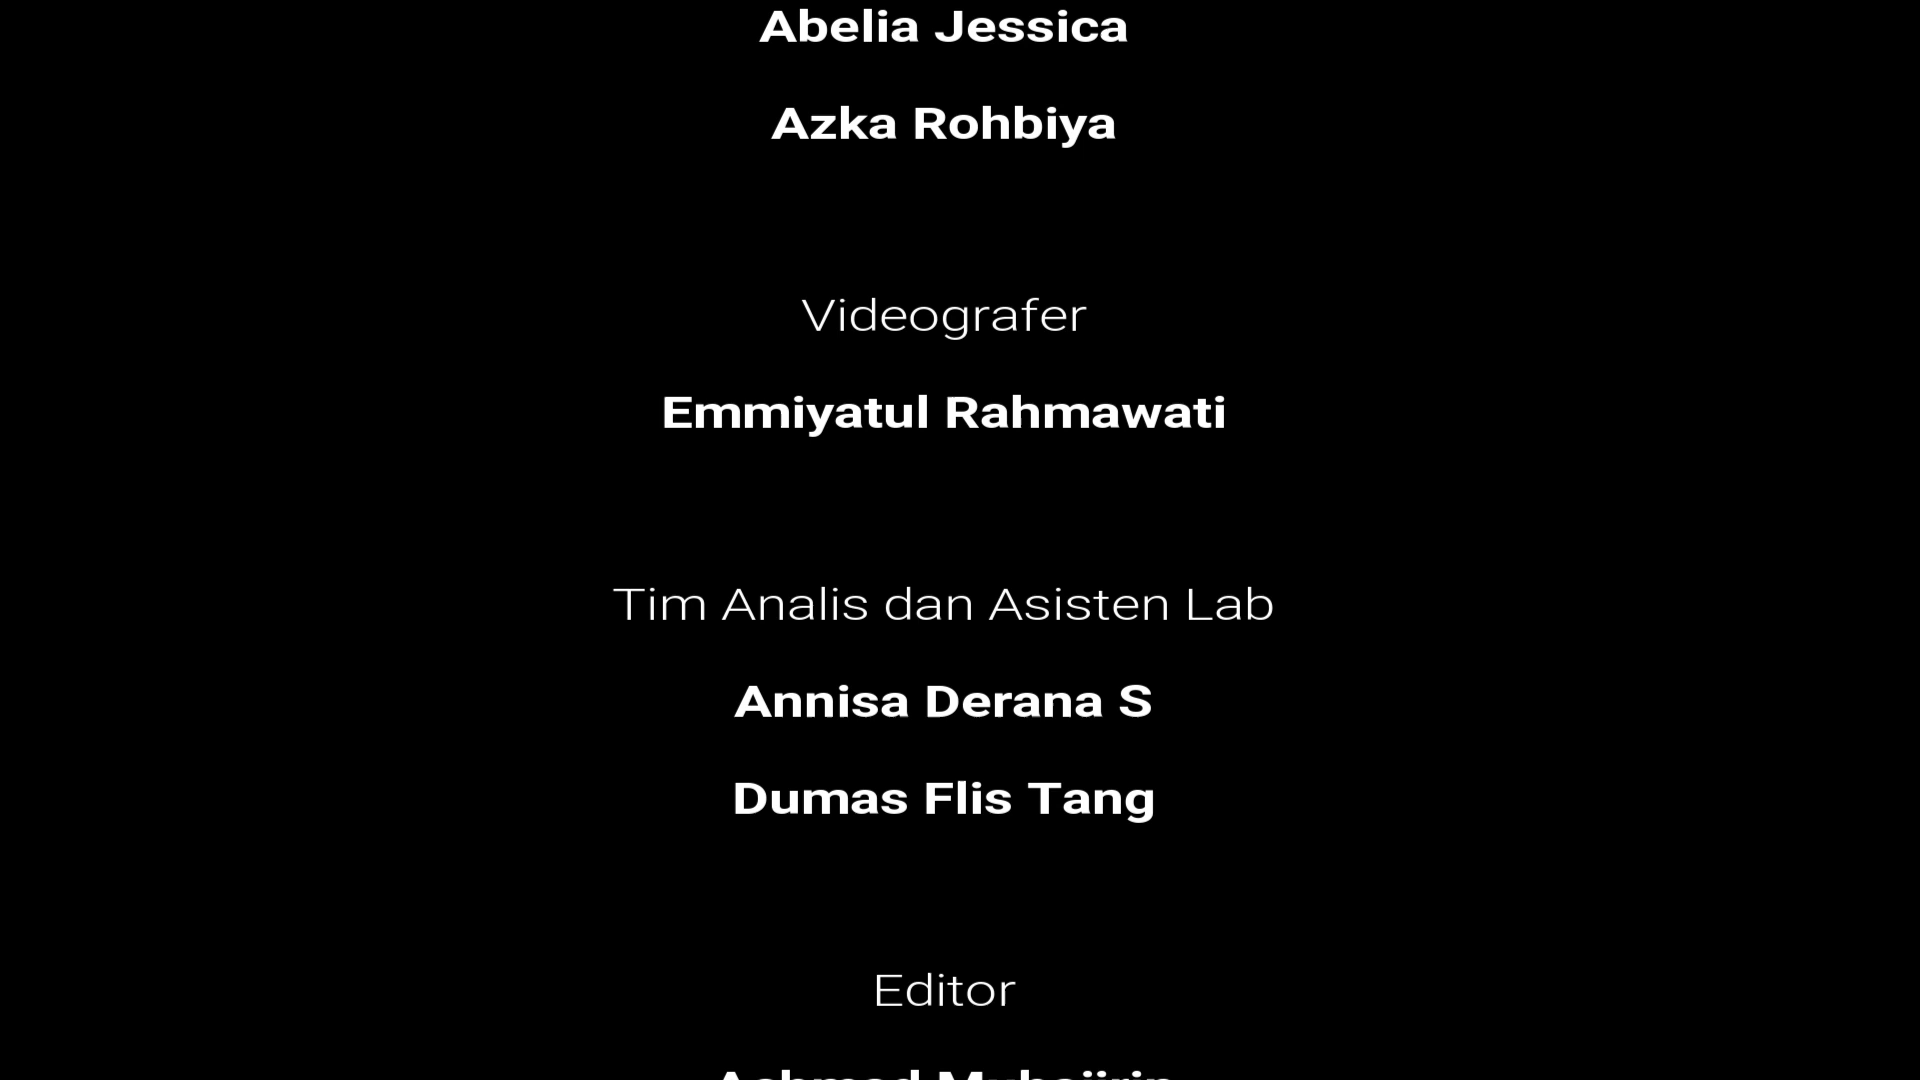 Abelia Jessica
Azka Rohbiya
Videografer
Emmiyatul Rahmawati
Tim Analis dan Asisten Lab
Annisa Derana S
Dumas Flis Tang
Editor